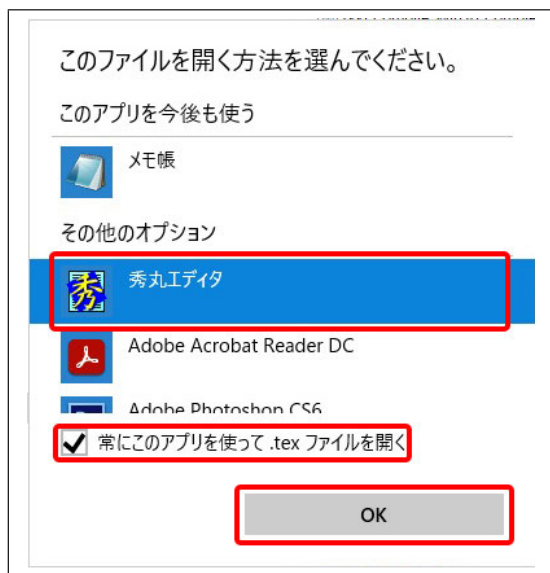 このファイルを開く方法を選んでください。
このアプリを今後も使う
メモ帳
その他のオプション
秀
秀丸エディタ
Adobe Acrobat Reader DC
Adobe Photoshop CS6
常にこのアプリを使って .tex ファイルを開く
OK